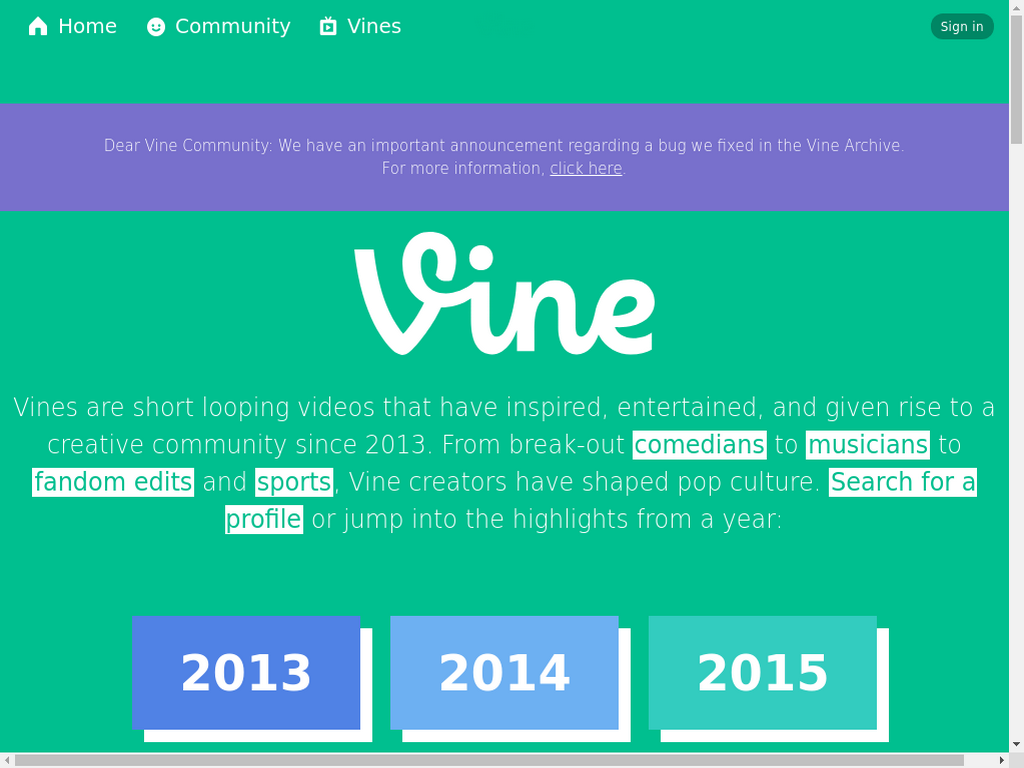 Home Community Vines Sign in
Dear Vine Community: We have an important announcement regarding a bug we fixed in the Vine Archive.
For more information, click here.
Vine
Vines are short looping videos that have inspired, entertained, and given rise to a
creative community since 2013. From break-out comedians to musicians to
fandom edits and sports, Vine creators have shaped pop culture. Search for a
profile or jump into the highlights from a year:
2013 2014 2015